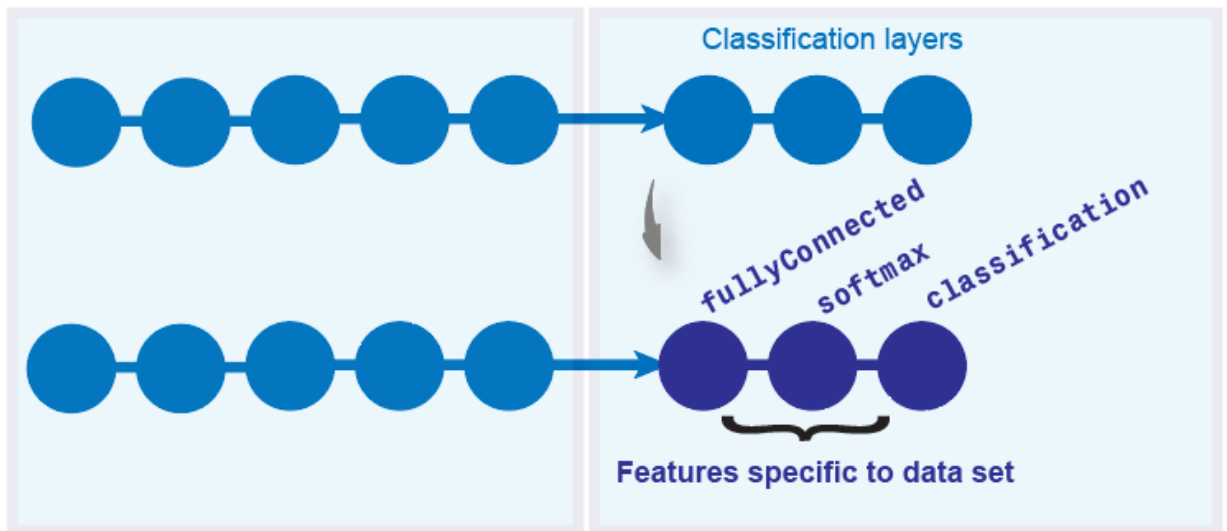 Classification layers
fullyConnected
softmax
classification
Features specific to data set